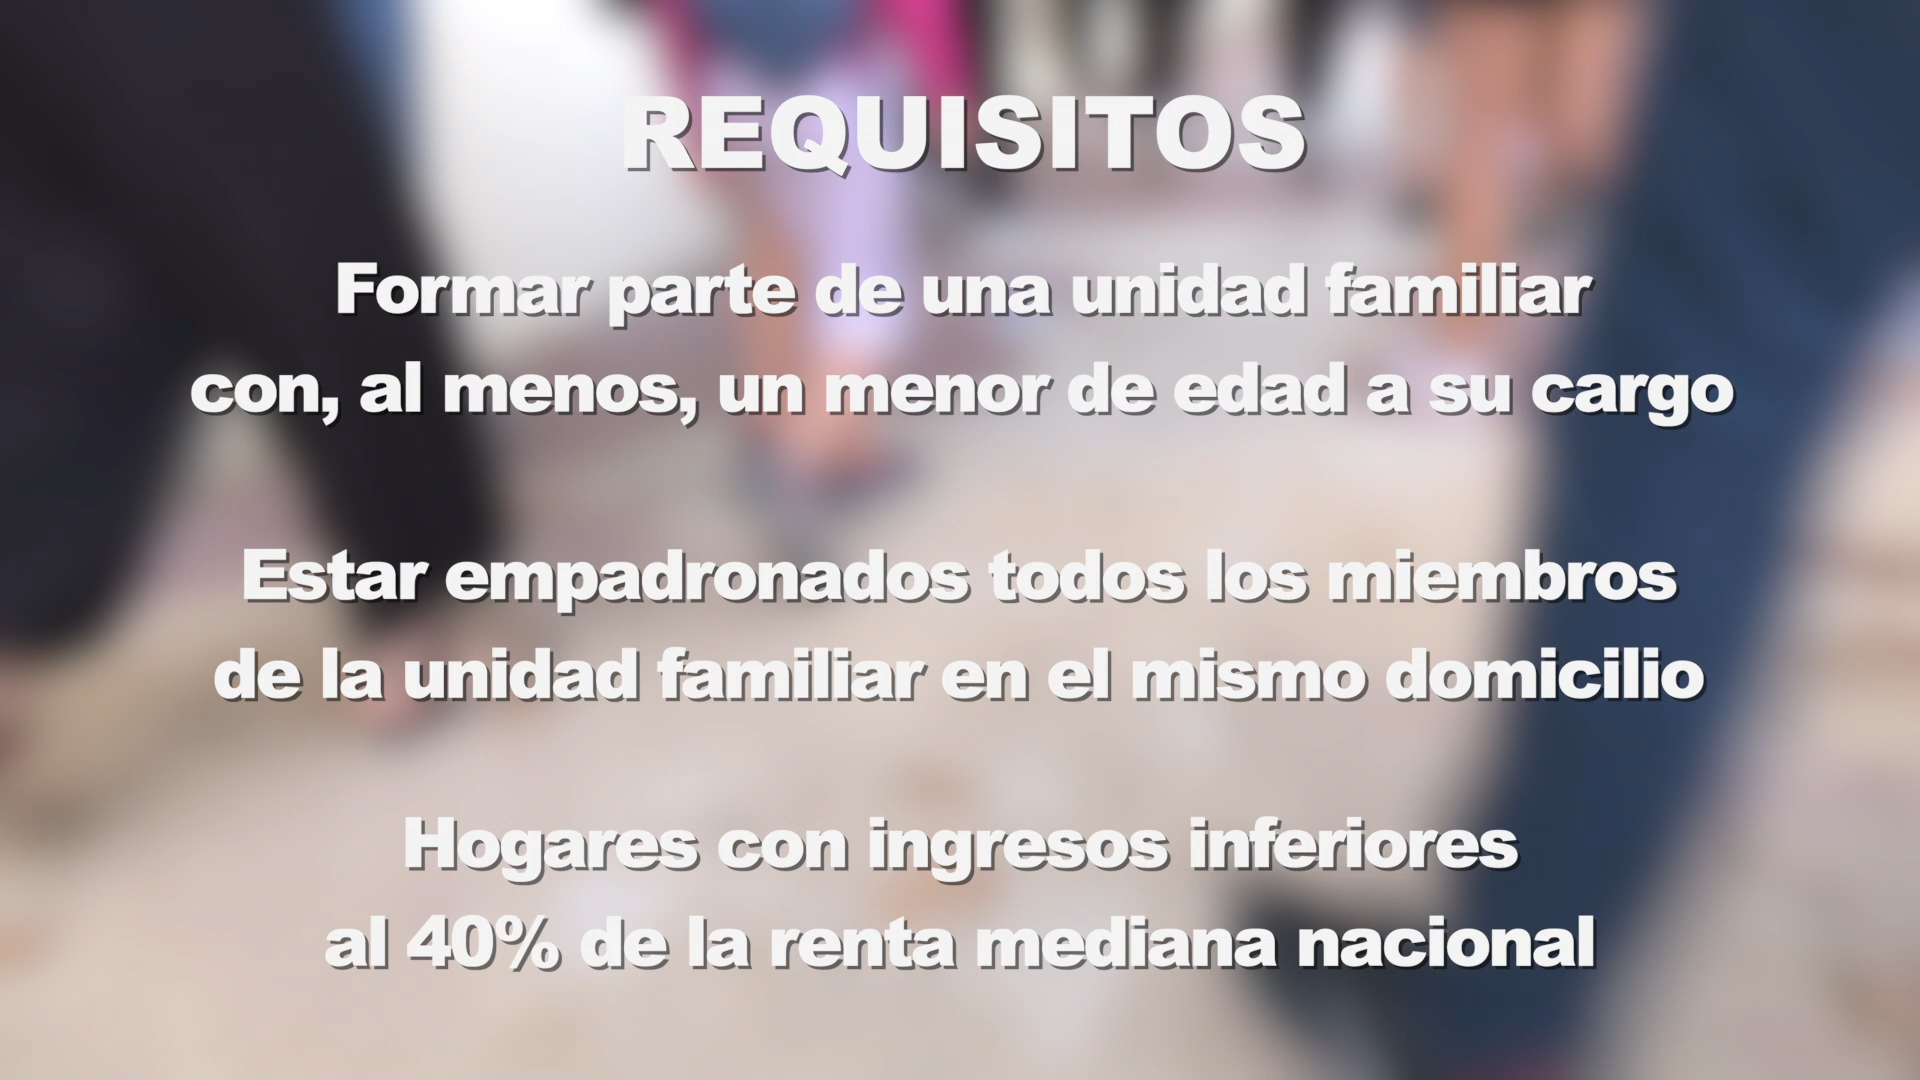 REQUISITOS
Formar parte de una unidad familiar
con, al menos, un menor de edad a su cargo
Estar empadronados todos los miembros
de la unidad familiar en el mismo domicilio
Hogares con ingresos inferiores
al 40% de la renta mediana nacional